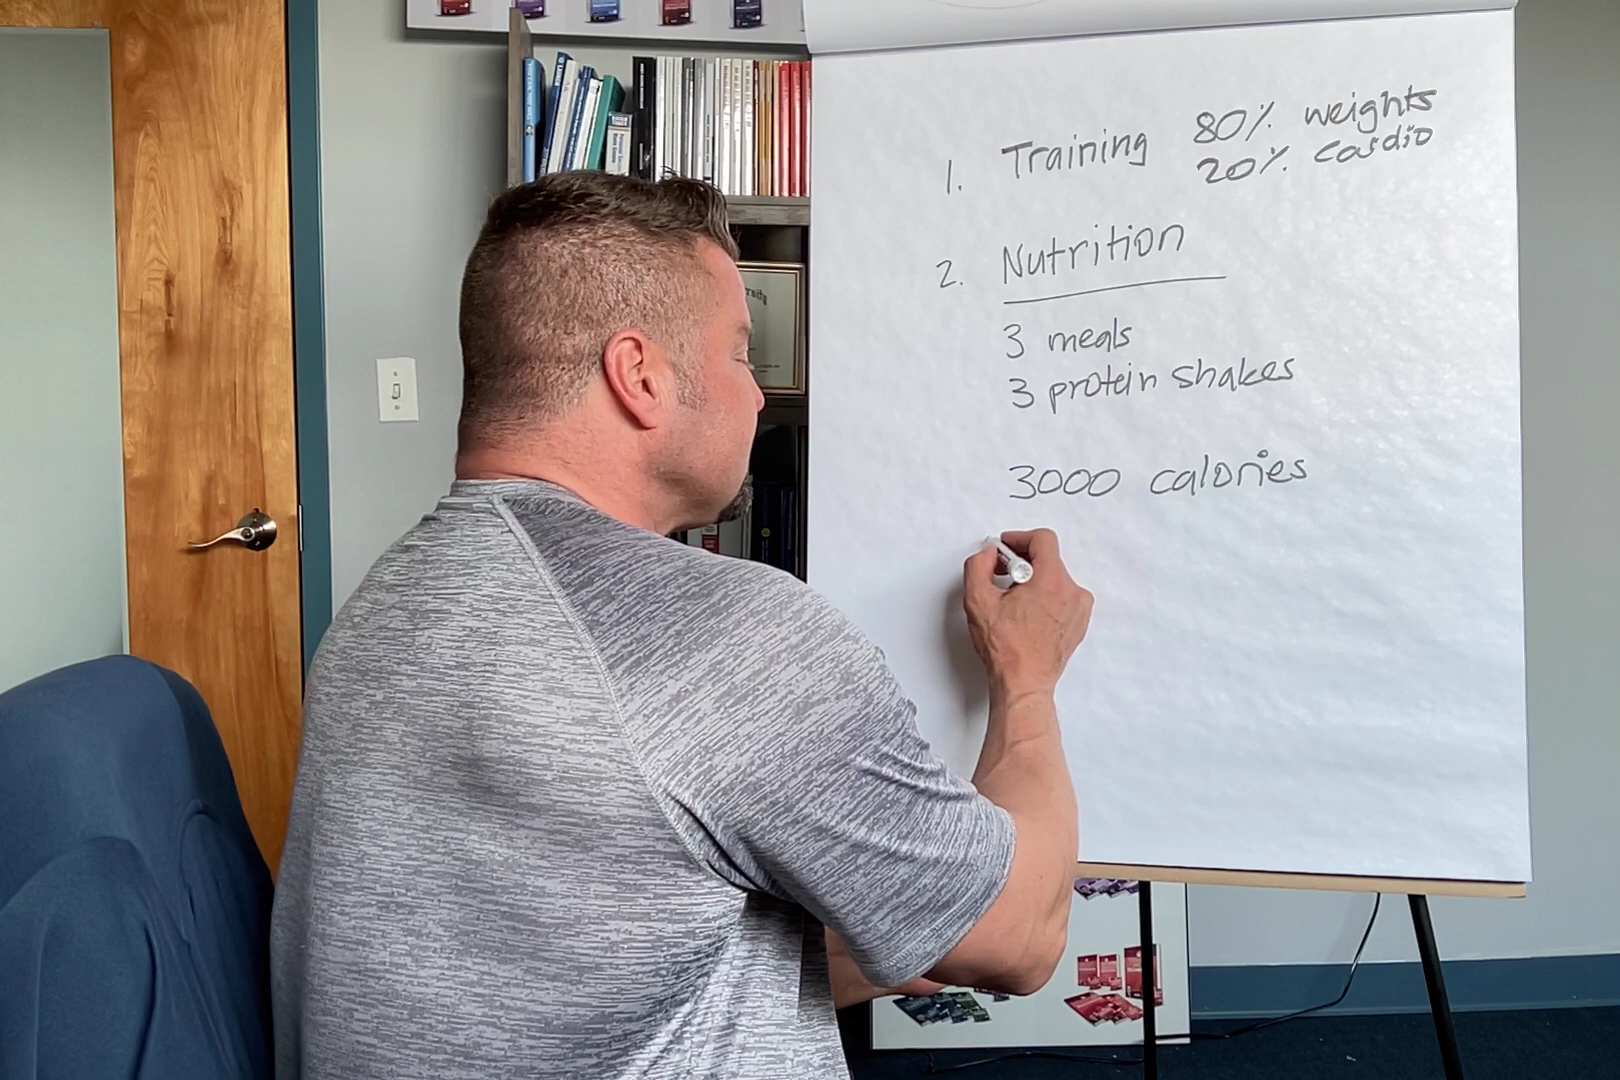 1. Training 80% weights
20% cardio
2. Nutrition
3 meals
3 protein shakes
3000 calories